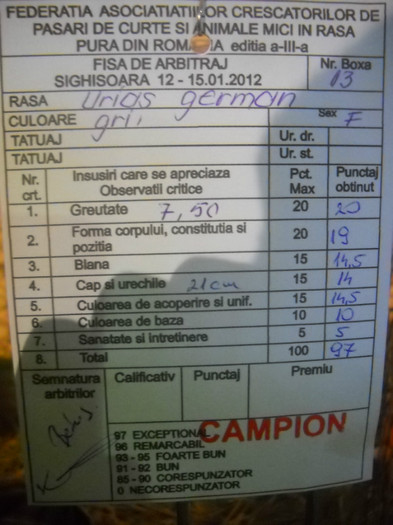 FEDERATIA ASOCIATIATIILOR CRESCATORILOR DE
PASARI DE CURTE SI ANIMALE MICI IN RASA
PURA DIN ROMANIA editia a-III-a
FISA DE ARBITRAJ
SIGHISOARA 12 - 15.01.2012
Nr. Boxa
13
RASA Urias german
CULOARE gri Sex F
TATUAJ Ur. dr.
TATUAJ Ur. st.
Nr. crt. Insusiri care se apreciaza Observatii critice Pct. Max Punctaj obtinut
1. Greutate 7,50 20 20
2. Forma corpului, constitutia si pozitia 20 19
3. Blana 15 14,5
4. Cap si urechile 21cm 15 14
5. Culoarea de acoperire si unif. 15 14,5
6. Culoarea de baza 10 10
7. Sanatate si intretinere 5 5
8. Total 100 97
Semnatura arbitrilor Calificativ Punctaj Premiu
CAMPION
97 EXCEPTIONAL
96 REMARCABIL
93 - 95 FOARTE BUN
91 - 92 BUN
85 - 90 CORESPUNZATOR
0 NECORESPUNZATOR